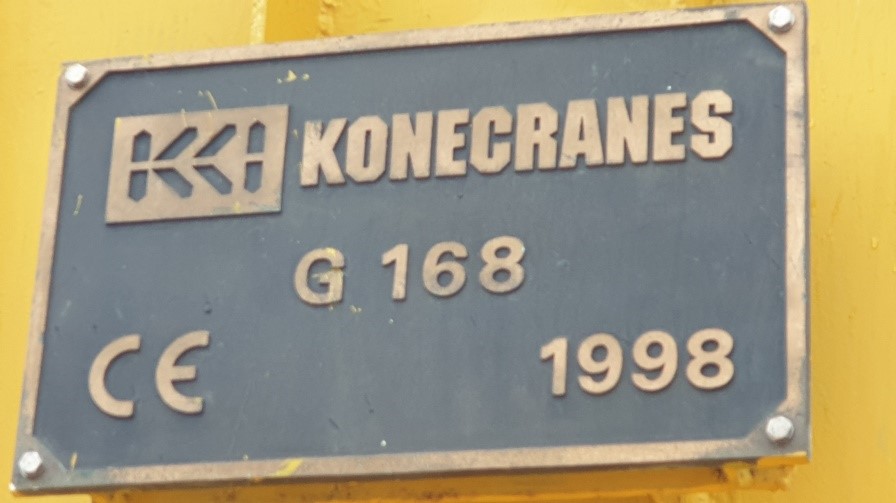 KONECRANES
G 168
CE 1998